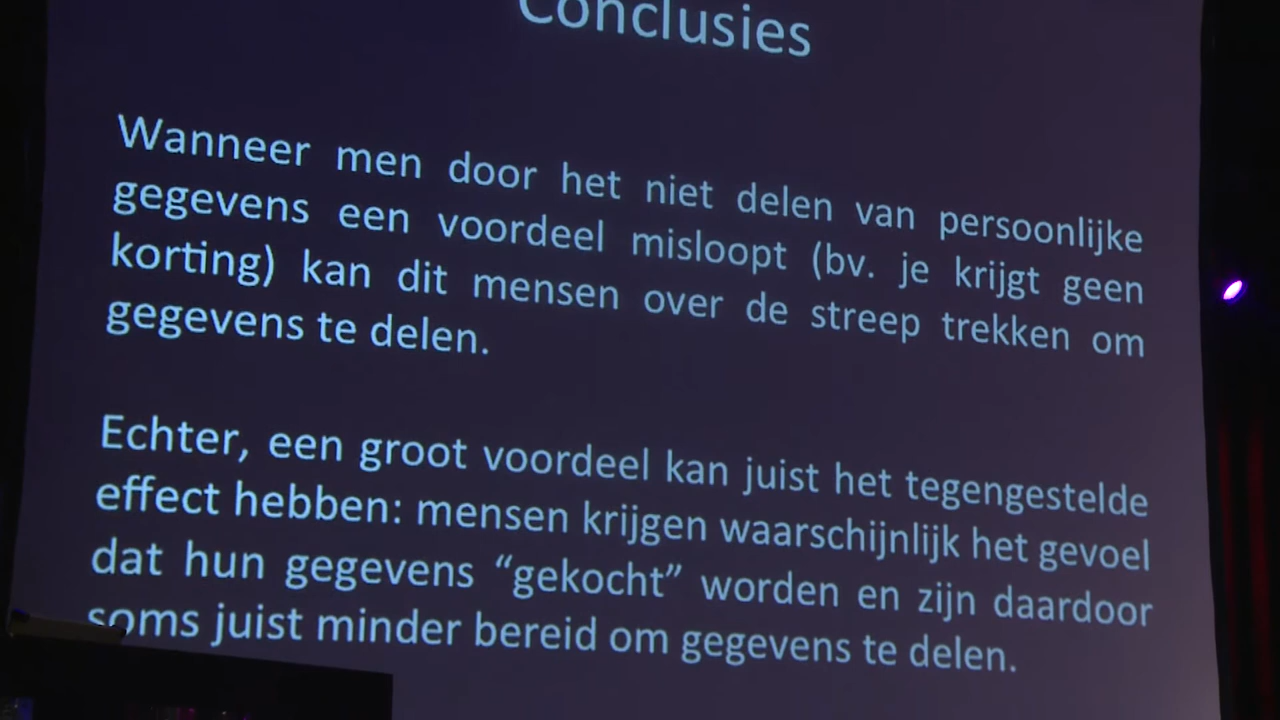 Conclusies
Wanneer men door het niet delen van persoonlijke
gegevens een voordeel misloopt (bv. je krijgt geen
korting) kan dit mensen over de streep trekken om
gegevens te delen.
Echter, een groot voordeel kan juist het tegengestelde
effect hebben: mensen krijgen waarschijnlijk het gevoel
dat hun gegevens “gekocht” worden en zijn daardoor
soms juist minder bereid om gegevens te delen.